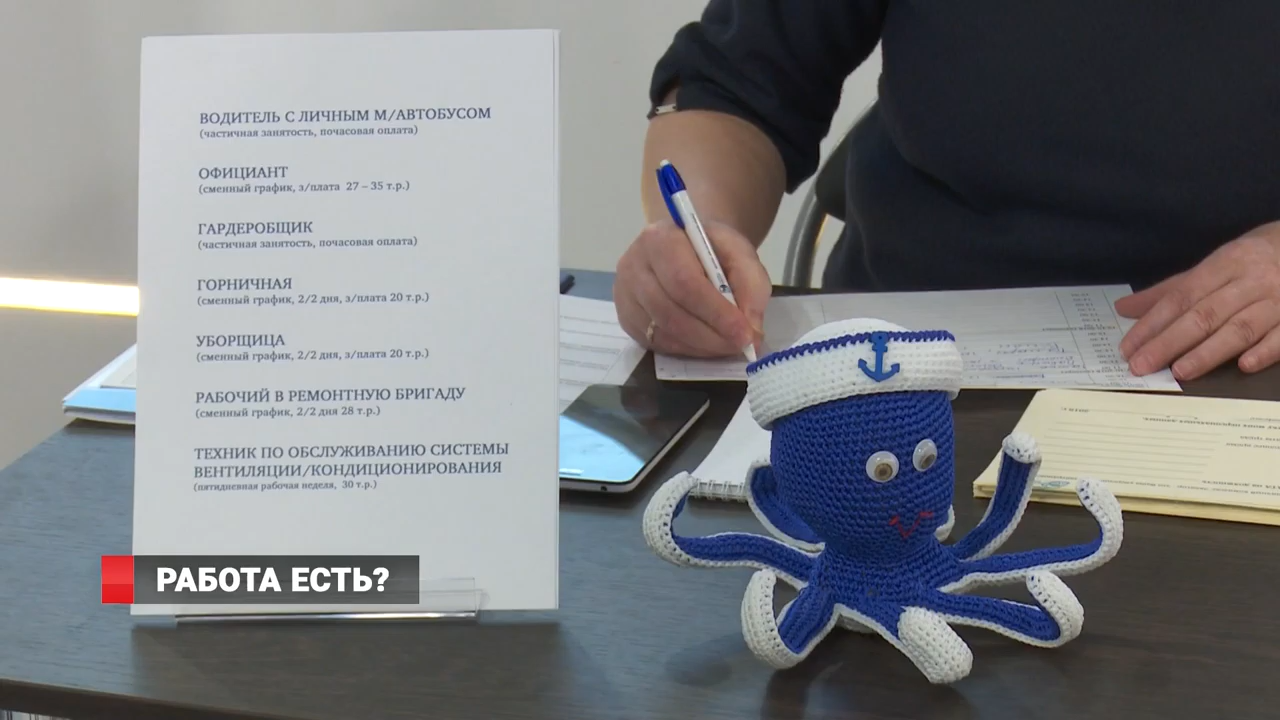 ВОДИТЕЛЬ С ЛИЧНЫМ М/АВТОБУСОМ
(частичная занятость, почасовая оплата)
ОФИЦИАНТ
(сменный график, з/плата 27 – 35 т.р.)
ГАРДЕРОБЩИК
(частичная занятость, почасовая оплата)
ГОРНИЧНАЯ
(сменный график, 2/2 дня, з/плата 20 т.р.)
УБОРЩИЦА
(сменный график, 2/2 дня, з/плата 20 т.р.)
РАБОЧИЙ В РЕМОНТНУЮ БРИГАДУ
(сменный график, 2/2 дня 28 т.р.)
ТЕХНИК ПО ОБСЛУЖИВАНИЮ СИСТЕМЫ
ВЕНТИЛЯЦИИ/КОНДИЦИОНИРОВАНИЯ
(пятидневная рабочая неделя, 30 т.р.)
РАБОТА ЕСТЬ?